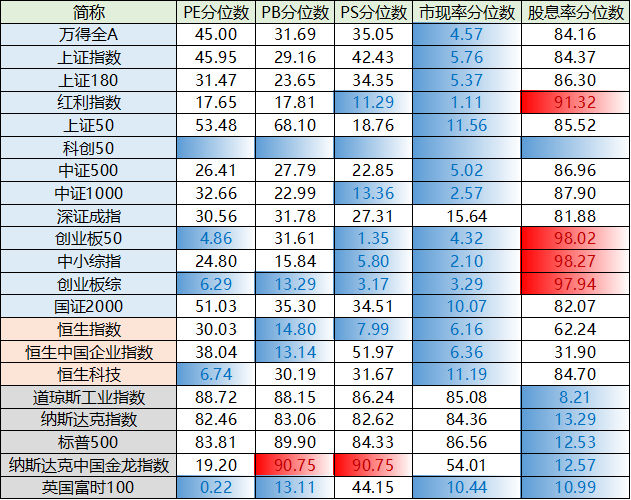 简称 PE分位数 PB分位数 PS分位数 市现率分位数 股息率分位数
万得全A 45.00 31.69 35.05 4.57 84.16
上证指数 45.95 29.16 42.43 5.76 84.37
上证180 31.47 23.65 34.35 5.37 86.30
红利指数 17.65 17.81 11.29 1.11 91.32
上证50 53.48 68.10 18.76 11.56 85.52
科创50
中证500 26.41 27.79 22.85 5.02 86.96
中证1000 32.66 22.99 13.36 2.57 87.90
深证成指 30.56 31.78 27.31 15.64 81.88
创业板50 4.86 31.61 1.35 4.32 98.02
中小综指 24.80 15.84 5.80 2.10 98.27
创业板综 6.29 13.29 3.17 3.29 97.94
国证2000 51.03 35.30 34.51 10.07 82.07
恒生指数 30.03 14.80 7.99 6.16 62.24
恒生中国企业指数 38.04 13.14 51.97 6.36 31.90
恒生科技 6.74 30.19 31.67 11.19 84.70
道琼斯工业指数 88.72 88.15 86.24 85.08 8.21
纳斯达克指数 82.46 83.06 82.62 84.36 13.29
标普500 83.81 89.90 84.33 86.56 12.53
纳斯达克中国金龙指数 19.20 90.75 90.75 54.01 12.57
英国富时100 0.22 13.11 44.15 10.44 10.99